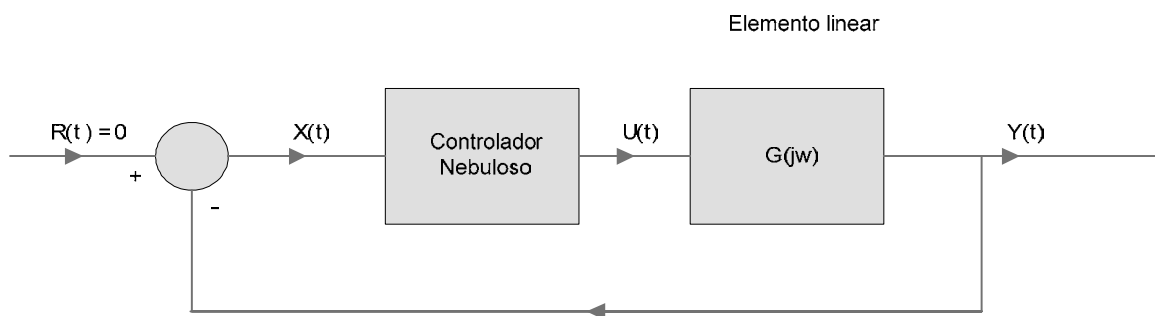 Elemento linear
R(t) = 0
X(t)
Controlador
Nebuloso
U(t)
G(jw)
Y(t)
+
-